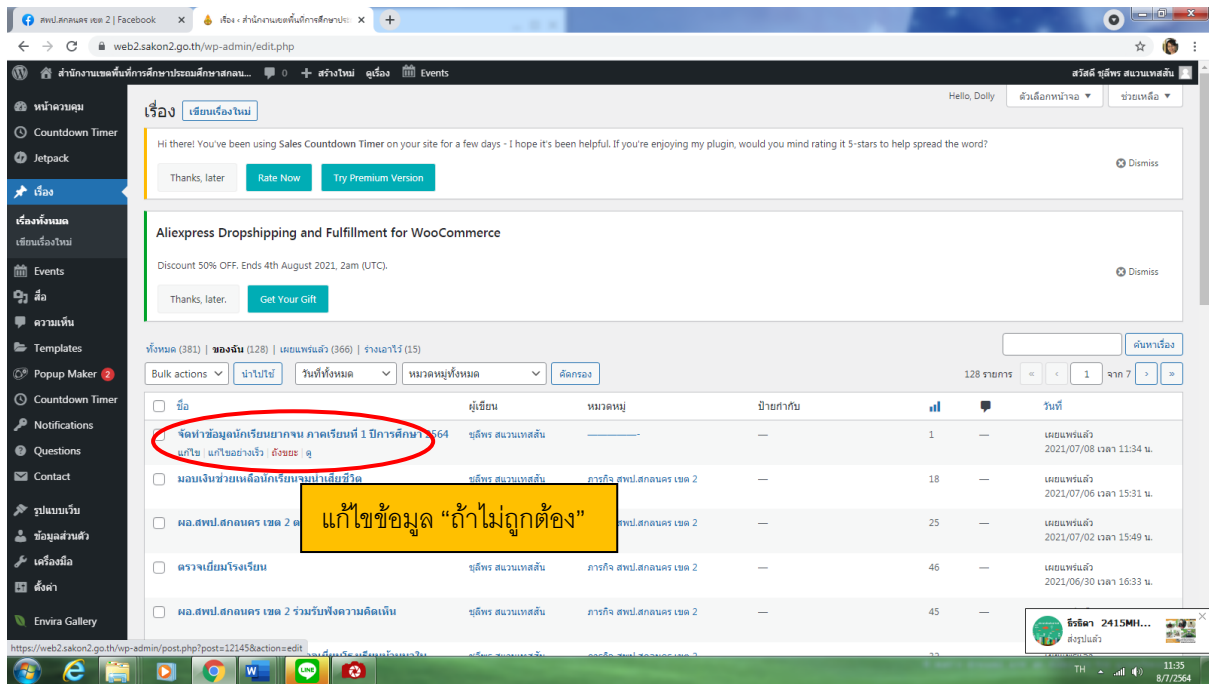 สพป.สกลนคร เขต 2 | Facebook
เรื่อง ‹ สำนักงานเขตพื้นที่การศึกษาประถ
web2.sakon2.go.th/wp-admin/edit.php
สำนักงานเขตพื้นที่การศึกษาประถมศึกษาสกลน... 0 + สร้างใหม่ ดูเรื่อง Events
สวัสดี ชุลีพร สแวนเทสสัน
หน้าควบคุม
Countdown Timer
Jetpack
เรื่อง
เรื่องทั้งหมด
เขียนเรื่องใหม่
Events
สื่อ
ความเห็น
Templates
Popup Maker 2
Countdown Timer
Notifications
Questions
Contact
รูปแบบเว็บ
ข้อมูลส่วนตัว
เครื่องมือ
ตั้งค่า
Envira Gallery
Hello, Dolly
ตัวเลือกหน้าจอ ▼
ช่วยเหลือ ▼
เรื่อง เขียนเรื่องใหม่
Hi there! You've been using Sales Countdown Timer on your site for a few days - I hope it's been helpful. If you're enjoying my plugin, would you mind rating it 5-stars to help spread the word?
Dismiss
Thanks, later Rate Now Try Premium Version
Aliexpress Dropshipping and Fulfillment for WooCommerce
Discount 50% OFF. Ends 4th August 2021, 2am (UTC).
Dismiss
Thanks, later. Get Your Gift
ทั้งหมด (381) | ของฉัน (128) | เผยแพร่แล้ว (366) | ร่างเอาไว้ (15)
ค้นหาเรื่อง
Bulk actions นำไปใช้ วันที่ทั้งหมด หมวดหมู่ทั้งหมด คัดกรอง
128 รายการ « ‹ 1 จาก 7 › »
ชื่อ ผู้เขียน หมวดหมู่ ป้ายกำกับ วันที่
จัดทำข้อมูลนักเรียนยากจน ภาคเรียนที่ 1 ปีการศึกษา 2564 ชุลีพร สแวนเทสสัน —————- — 1 — เผยแพร่แล้ว
แก้ไข | แก้ไขอย่างเร็ว | ถังขยะ | ดู
2021/07/08 เวลา 11:34 น.
มอบเงินช่วยเหลือนักเรียนจมน้ำเสียชีวิต ชุลีพร สแวนเทสสัน ภารกิจ สพป.สกลนคร เขต 2 — 18 — เผยแพร่แล้ว
2021/07/06 เวลา 15:31 น.
แก้ไขข้อมูล “ถ้าไม่ถูกต้อง”
ผอ.สพป.สกลนคร เขต 2 สพป.สกลนคร เขต 2 — 25 — เผยแพร่แล้ว
2021/07/02 เวลา 15:49 น.
ตรวจเยี่ยมโรงเรียน ชุลีพร สแวนเทสสัน ภารกิจ สพป.สกลนคร เขต 2 — 46 — เผยแพร่แล้ว
2021/06/30 เวลา 16:33 น.
ผอ.สพป.สกลนคร เขต 2 ร่วมรับฟังความคิดเห็น ชุลีพร สแวนเทสสัน ภารกิจ สพป.สกลนคร เขต 2 — 45 —
ธีรธิดา 2415MH...
ส่งรูปแล้ว
https://web2.sakon2.go.th/wp-admin/post.php?post=12145&action=edit
LINE
TH
11:35
8/7/2564